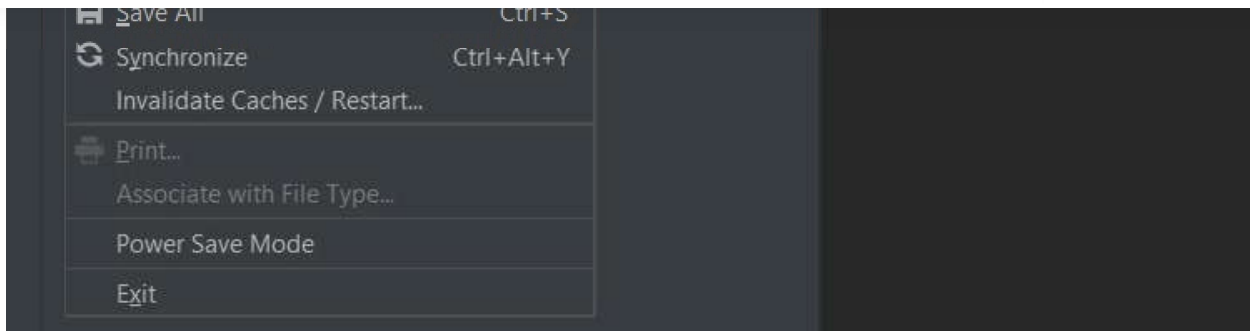 Save All Ctrl+S
Synchronize Ctrl+Alt+Y
Invalidate Caches / Restart...
Print...
Associate with File Type...
Power Save Mode
Exit